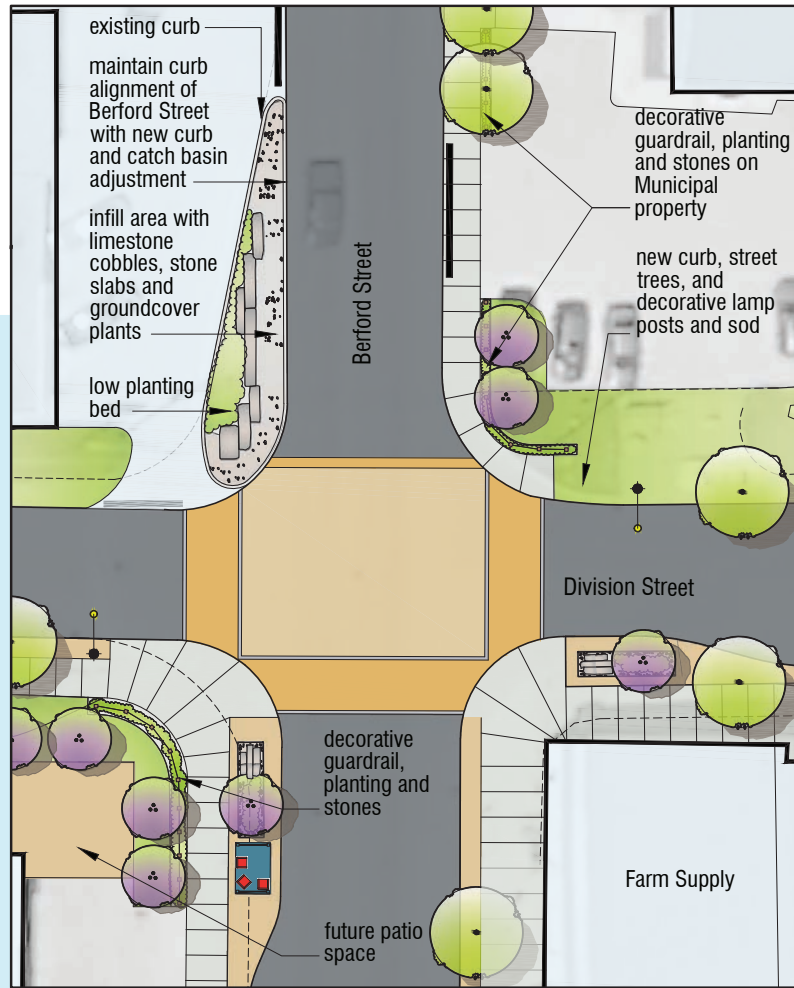 existing curb
maintain curb
alignment of
Berford Street
with new curb
and catch basin
adjustment
infill area with
limestone
cobbles, stone
slabs and
groundcover
plants
low planting
bed
Berford Street
decorative
guardrail, planting
and stones on
Municipal
property
new curb, street
trees, and
decorative lamp
posts and sod
Division Street
decorative
guardrail,
planting and
stones
future patio
space
Farm Supply